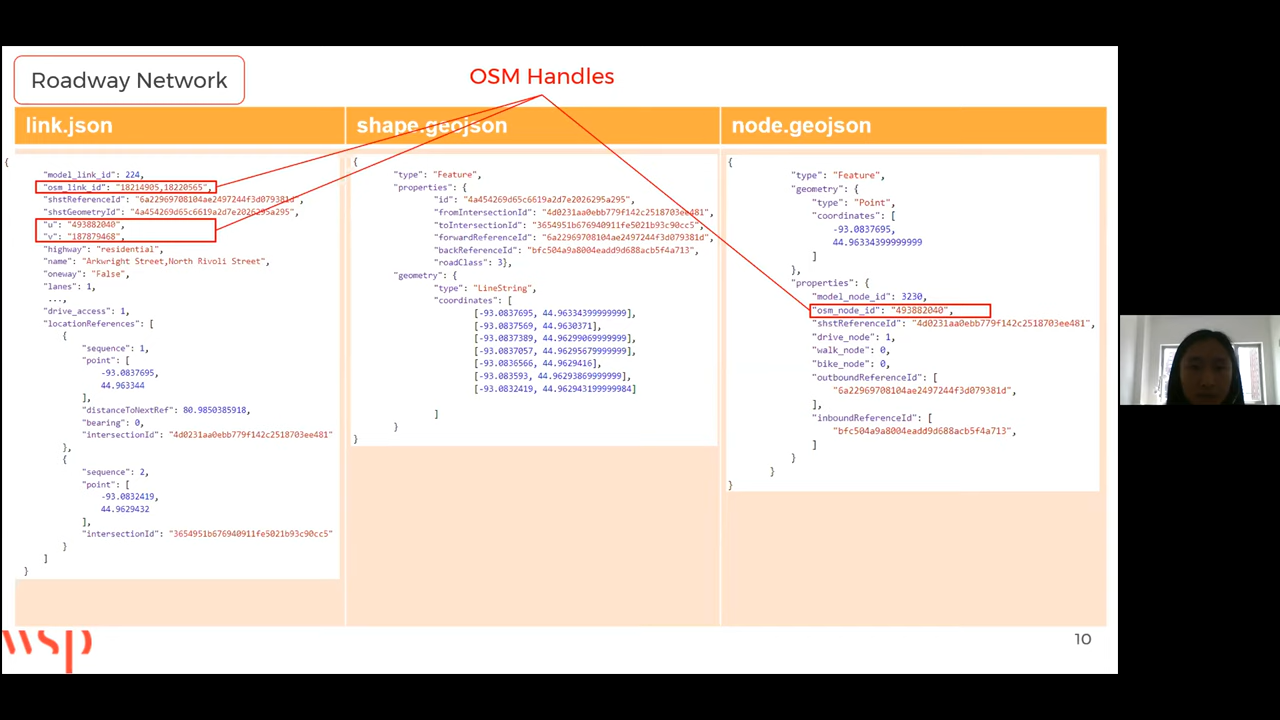 Roadway Network
OSM Handles
link.json
{
"model_link_id": 224,
"osm_link_id": "18214905,18220565",
"shstReferenceId": "6a22969708104ae2497244f3d079381d",
"shstGeometryId": "4a454269d65c6619a2d7e2026295a295",
"u": "493882040",
"v": "187879468",
"highway": "residential",
"name": "Arkwright Street,North Rivoli Street",
"oneway": "False",
"lanes": 1,
...,
"drive_access": 1,
"locationReferences": [
{
"sequence": 1,
"point": [
-93.0837695,
44.963344
],
"distanceToNextRef": 80.9850385918,
"bearing": 0,
"intersectionId": "4d0231aa0ebb779f142c2518703ee481"
},
{
"sequence": 2,
"point": [
-93.0832419,
44.9629432
],
"intersectionId": "3654951b676940911fe5021b93c90cc5"
}
]
}
shape.geojson
{
"type": "Feature",
"properties": {
"id": "4a454269d65c6619a2d7e2026295a295",
"fromIntersectionId": "4d0231aa0ebb779f142c2518703ee481",
"toIntersectionId": "3654951b676940911fe5021b93c90cc5",
"forwardReferenceId": "6a22969708104ae2497244f3d079381d",
"backReferenceId": "bfc504a9a8004eadd9d688acb5f4a713",
"roadClass": 3},
"geometry": {
"type": "LineString",
"coordinates": [
[-93.0837695, 44.96334399999999],
[-93.0837569, 44.9630371],
[-93.0837389, 44.96299069999999],
[-93.0837057, 44.96295679999999],
[-93.0836566, 44.9629416],
[-93.083593, 44.96293869999999],
[-93.0832419, 44.962943199999984]
]
}
}
node.geojson
{
"type": "Feature",
"geometry": {
"type": "Point",
"coordinates": [
-93.0837695,
44.96334399999999
]
},
"properties": {
"model_node_id": 3230,
"osm_node_id": "493882040",
"shstReferenceId": "4d0231aa0ebb779f142c2518703ee481",
"drive_node": 1,
"walk_node": 0,
"bike_node": 0,
"outboundReferenceId": [
"6a22969708104ae2497244f3d079381d",
],
"inboundReferenceId": [
"bfc504a9a8004eadd9d688acb5f4a713",
]
}
}
}
wsp
10